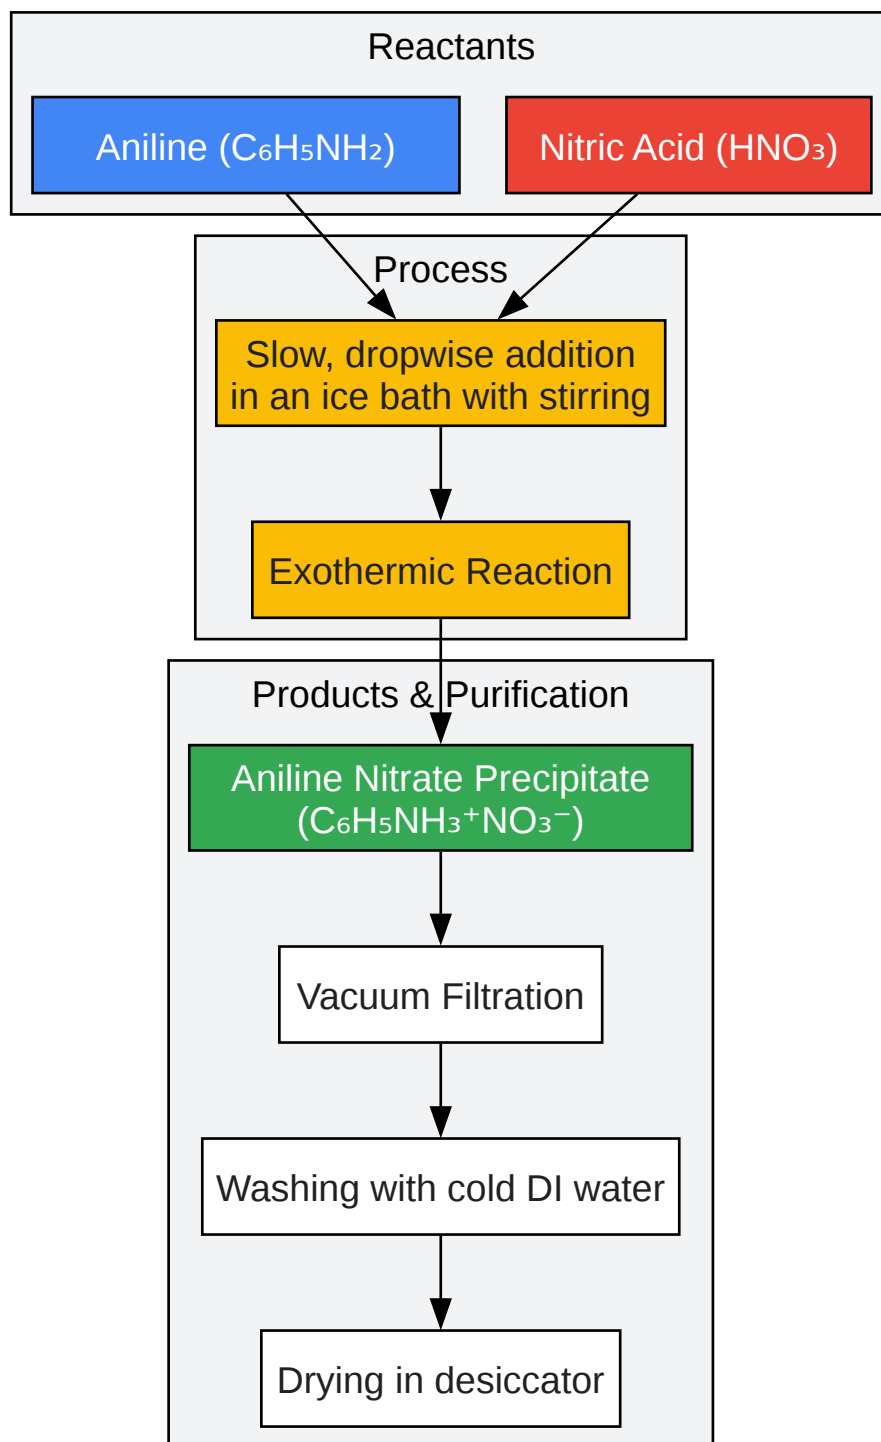 Reactants
Aniline (C₆H₅NH₂)
Nitric Acid (HNO₃)
Process
Slow, dropwise addition
in an ice bath with stirring
Exothermic Reaction
Products & Purification
Aniline Nitrate Precipitate
(C₆H₅NH₃⁺NO₃⁻)
Vacuum Filtration
Washing with cold DI water
Drying in desiccator